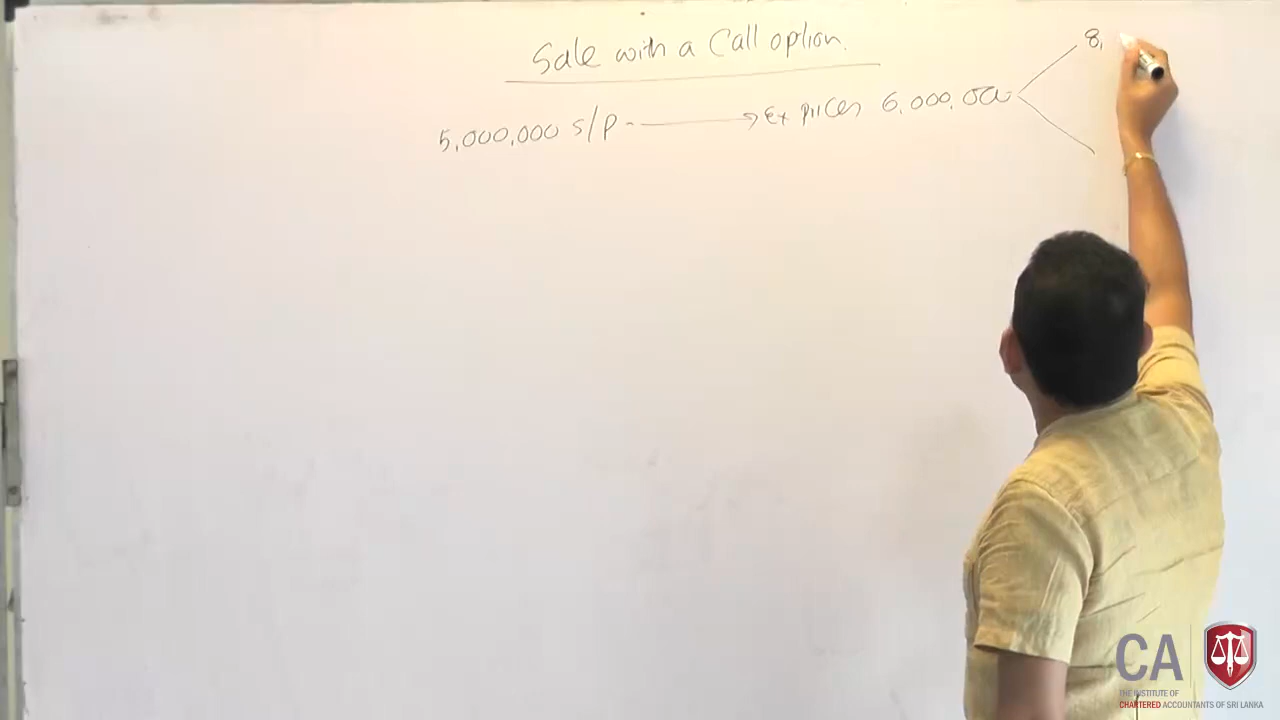 Sale with a Call option.
8,
5,000,000 s/p → Ex prices 6,000,000
CA
THE INSTITUTE OF
CHARTERED ACCOUNTANTS OF SRI LANKA